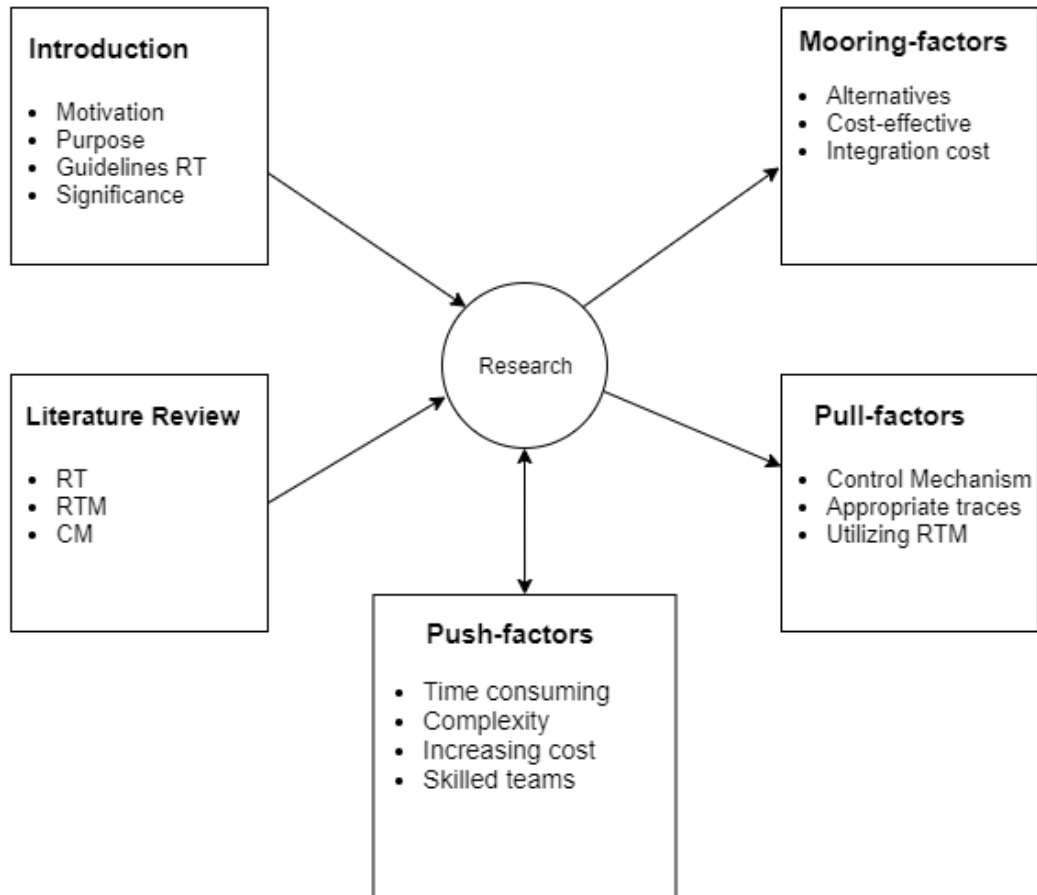 Introduction
• Motivation
• Purpose
• Guidelines RT
• Significance
Mooring-factors
• Alternatives
• Cost-effective
• Integration cost
Research
Literature Review
• RT
• RTM
• CM
Pull-factors
• Control Mechanism
• Appropriate traces
• Utilizing RTM
Push-factors
• Time consuming
• Complexity
• Increasing cost
• Skilled teams